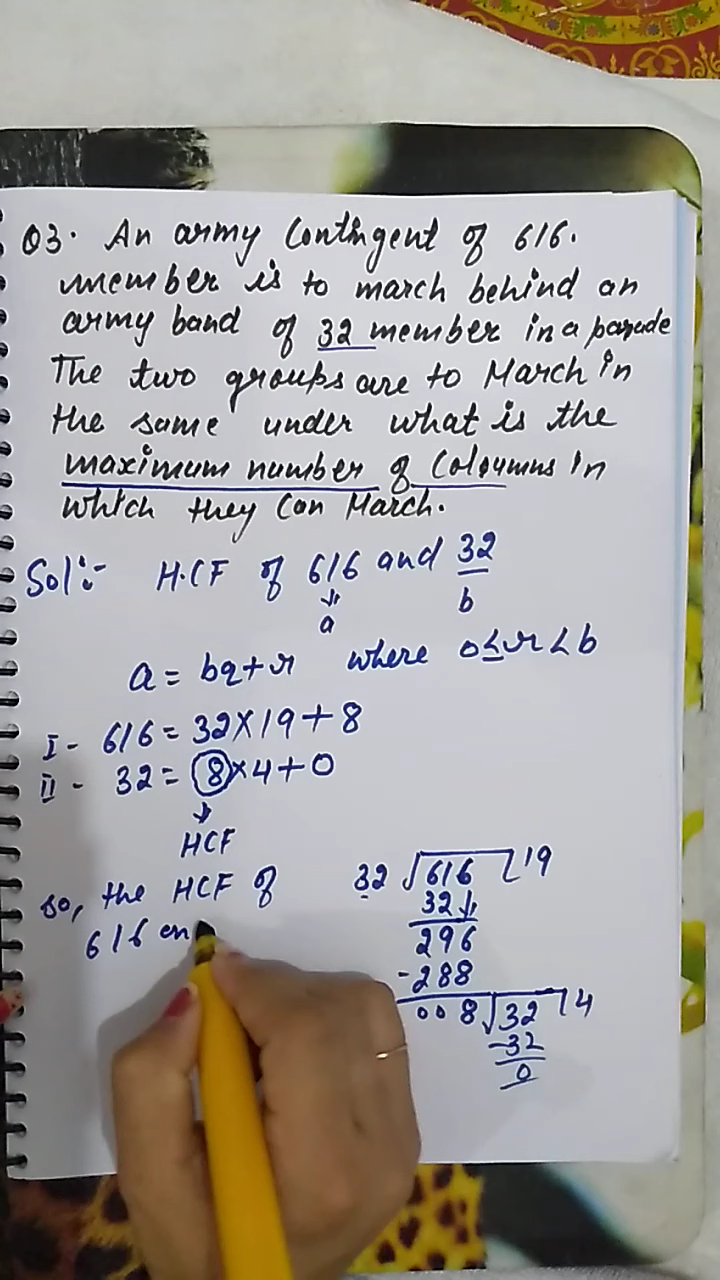 Q3. An army Contingent of 616.
member is to march behind an
army band of 32 member in a parade
The two groups are to March in
the same under what is the
maximum number of Coloumns in
which they Can March.
Sol:- H.CF of 616 and 32
↓
a b
a = bq+r where 0≤r<b
I- 616 = 32×19+8
II- 32 = 8×4+0
↓
HCF
so, the HCF of
616 an
32 616 19
32↓
296
-288
008 32 4
-32
0